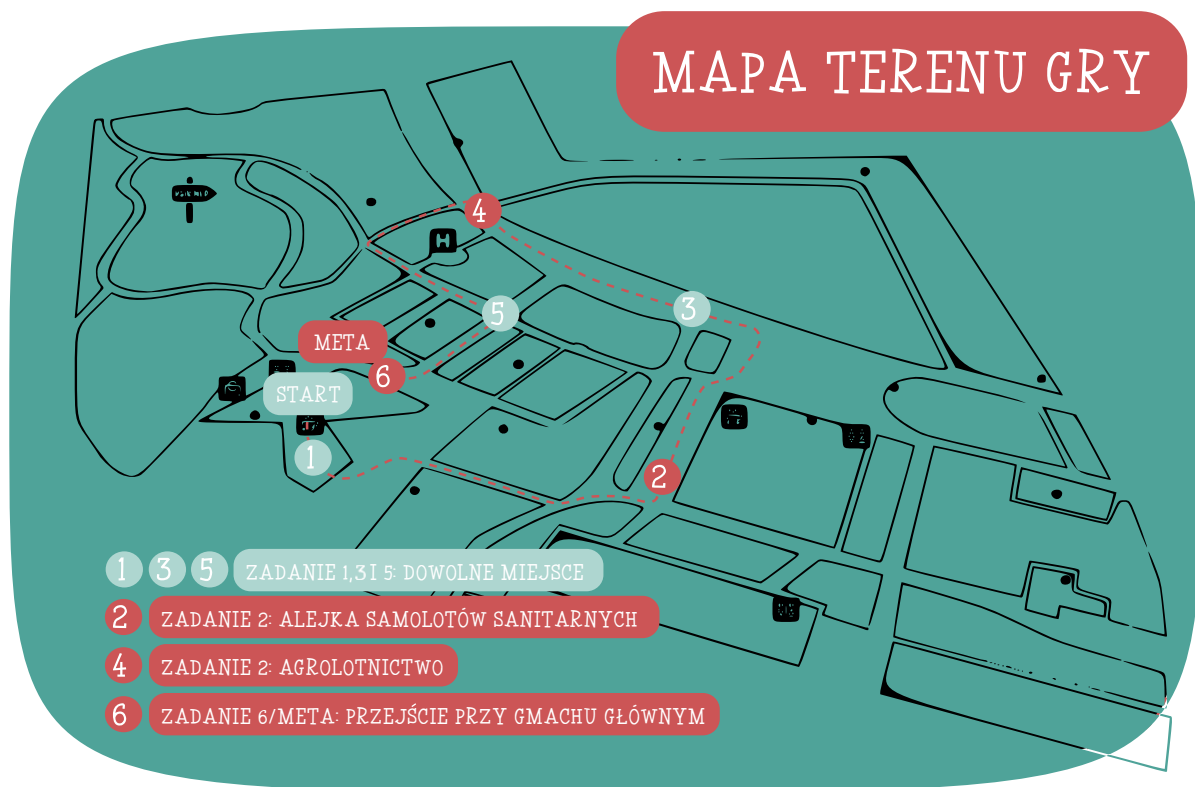 MAPA TERENU GRY
4
H
3
5
META
6
START
1
2
1 3 5 ZADANIE 1,3 I 5: DOWOLNE MIEJSCE
2 ZADANIE 2: ALEJKA SAMOLOTÓW SANITARNYCH
4 ZADANIE 2: AGROLOTNICTWO
6 ZADANIE 6/META: PRZEJŚCIE PRZY GMACHU GŁÓWNYM